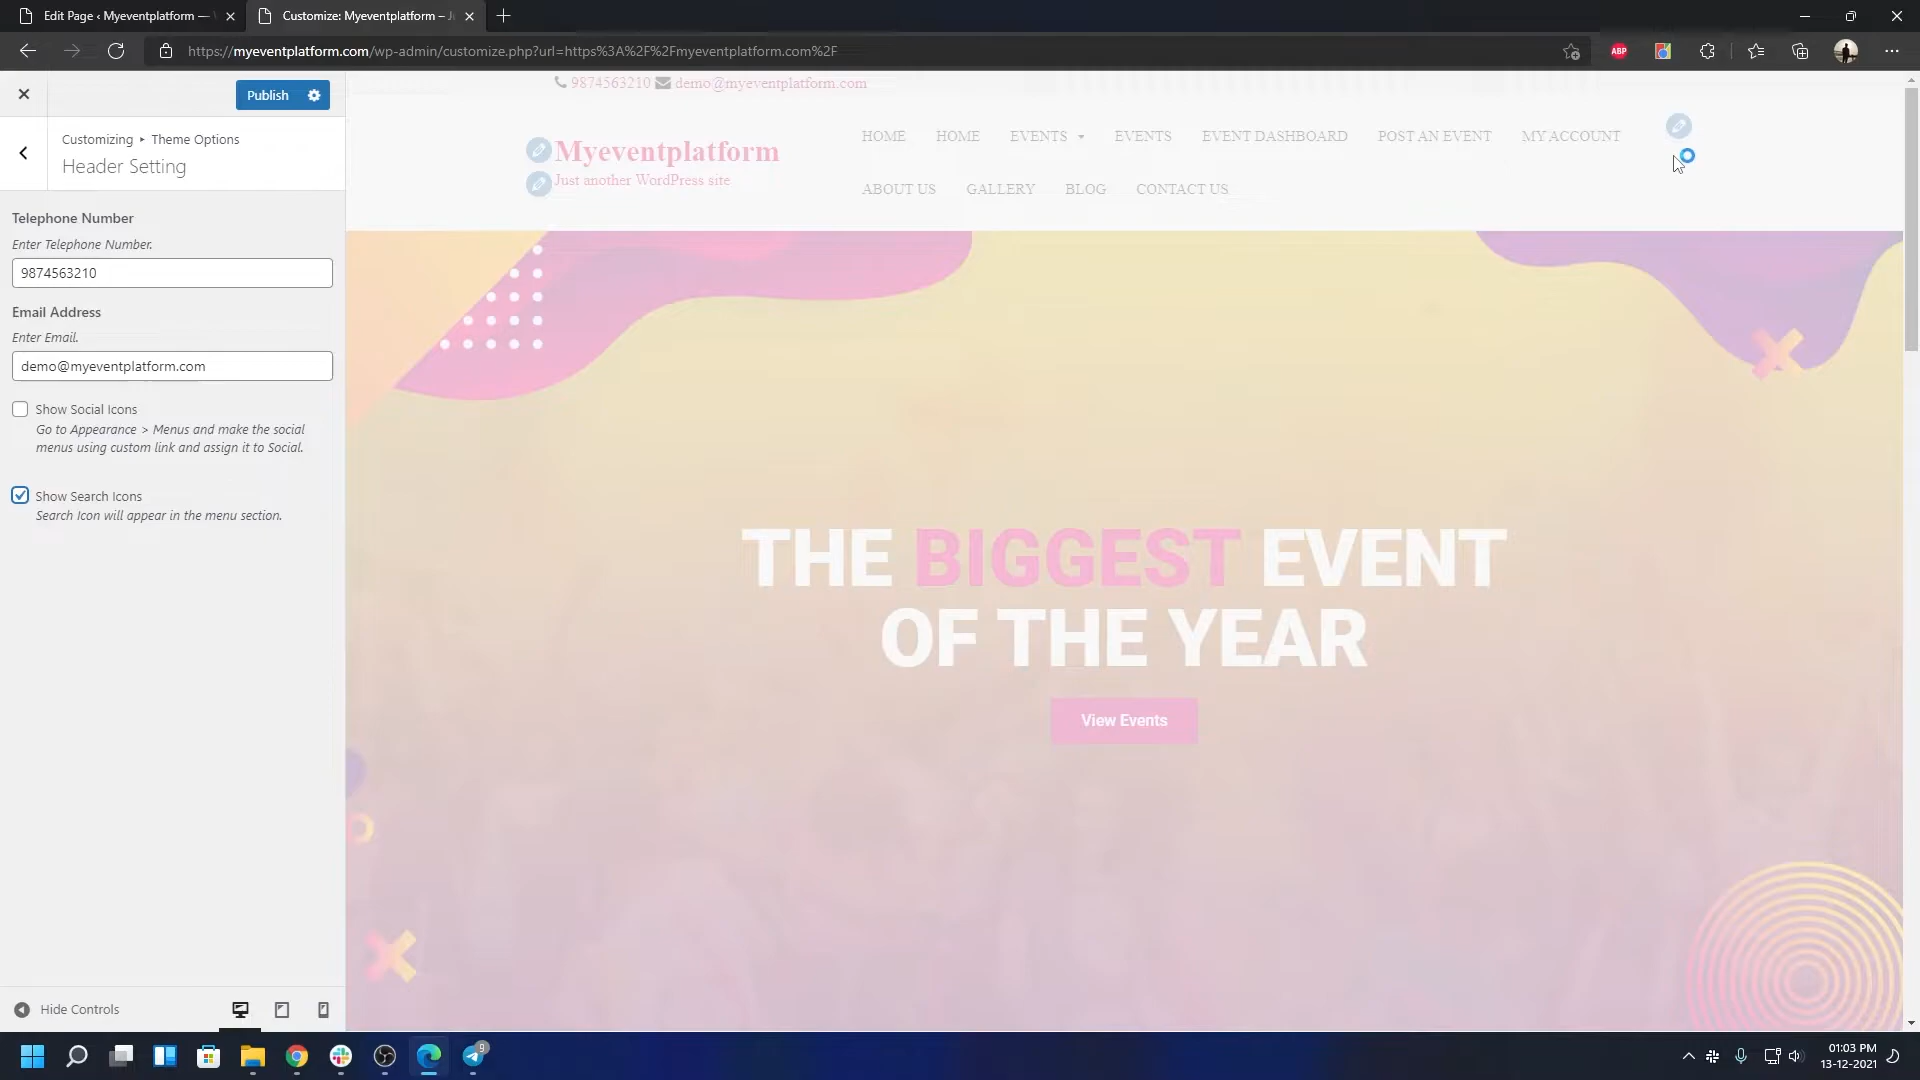 Edit Page ‹ Myeventplatform —
Customize: Myeventplatform –
https://myeventplatform.com/wp-admin/customize.php?url=https%3A%2F%2Fmyeventplatform.com%2F
ABP
Publish
Customizing ▸ Theme Options
Header Setting
Telephone Number
Enter Telephone Number.
9874563210
Email Address
Enter Email.
demo@myeventplatform.com
Show Social Icons
Go to Appearance > Menus and make the social
menus using custom link and assign it to Social.
Show Search Icons
Search Icon will appear in the menu section.
Hide Controls
9874563210 demo@myeventplatform.com
Myeventplatform
Just another WordPress site
HOME HOME EVENTS EVENTS EVENT DASHBOARD POST AN EVENT MY ACCOUNT
ABOUT US GALLERY BLOG CONTACT US
THE BIGGEST EVENT
OF THE YEAR
View Events
9
01:03 PM
13-12-2021